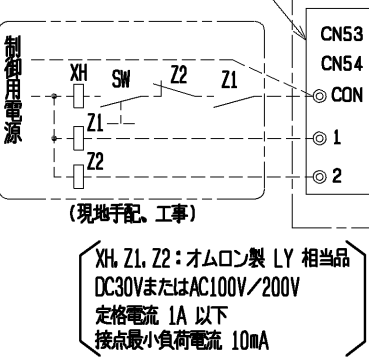 制御用電源
XH
SW
Z2
Z1
Z1
Z2
CN53
CN54
CON
1
2
(現地手配、工事)
XH, Z1, Z2：オムロン製 LY 相当品
DC30VまたはAC100V／200V
定格電流 1A 以下
接点最小負荷電流 10mA